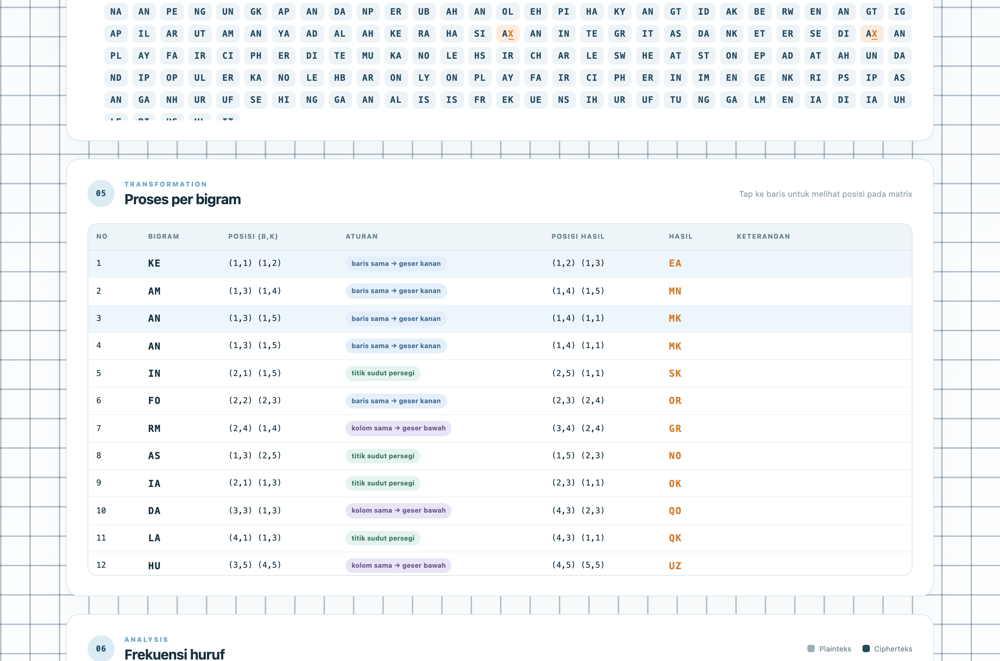 NA AN PE NG UN GK AP AN DA NP ER UB AH AN OL EH PI HA KY AN GT ID AK BE RW EN AN GT IG
AP IL AR UT AM AN YA AD AL AH KE RA HA SI AX AN IN TE GR IT AS DA NK ET ER SE DI AX AN
PL AY FA IR CI PH ER DI TE MU KA NO LE HS IR CH AR LE SW HE AT ST ON EP AD AT AH UN DA
ND IP OP UL ER KA NO LE HB AR ON LY ON PL AY FA IR CI PH ER IN IM EN GE NK RI PS IP AS
AN GA NH UR UF SE HI NG GA AN AL IS IS FR EK UE NS IH UR UF TU NG GA LM EN IA DI IA UH
05
TRANSFORMATION
Proses per bigram
Tap ke baris untuk melihat posisi pada matrix
NO BIGRAM POSISI (B,K) ATURAN POSISI HASIL HASIL KETERANGAN
1 KE (1,1) (1,2) baris sama → geser kanan (1,2) (1,3) EA
2 AM (1,3) (1,4) baris sama → geser kanan (1,4) (1,5) MN
3 AN (1,3) (1,5) baris sama → geser kanan (1,4) (1,1) MK
4 AN (1,3) (1,5) baris sama → geser kanan (1,4) (1,1) MK
5 IN (2,1) (1,5) titik sudut persegi (2,5) (1,1) SK
6 FO (2,2) (2,3) baris sama → geser kanan (2,3) (2,4) OR
7 RM (2,4) (1,4) kolom sama → geser bawah (3,4) (2,4) GR
8 AS (1,3) (2,5) titik sudut persegi (1,5) (2,3) NO
9 IA (2,1) (1,3) titik sudut persegi (2,3) (1,1) OK
10 DA (3,3) (1,3) kolom sama → geser bawah (4,3) (2,3) QO
11 LA (4,1) (1,3) titik sudut persegi (4,3) (1,1) QK
12 HU (3,5) (4,5) kolom sama → geser bawah (4,5) (5,5) UZ
06
ANALYSIS
Frekuensi huruf
Plainteks Cipherteks